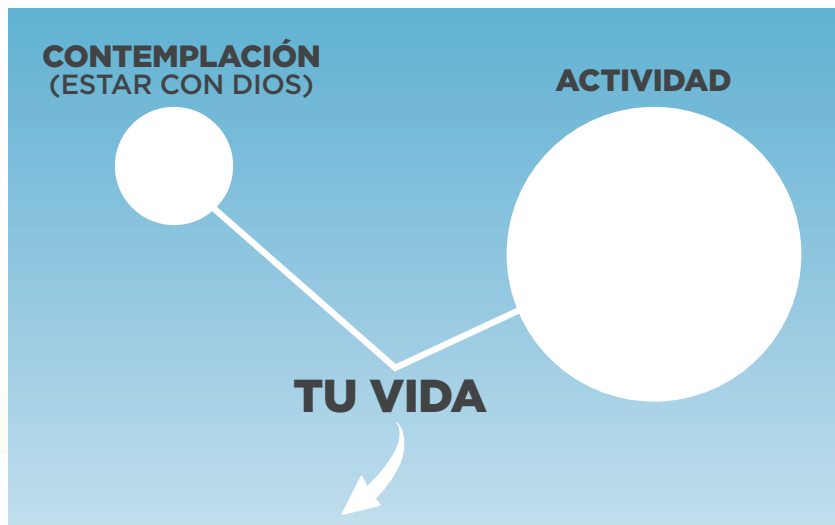 CONTEMPLACIÓN
(ESTAR CON DIOS)
ACTIVIDAD
TU VIDA